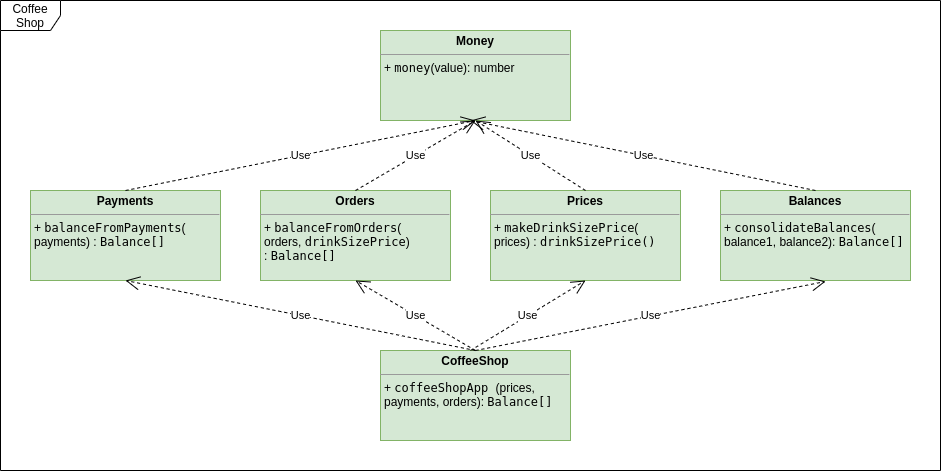 Coffee
Shop
Money
+ money(value): number
Use
Use
Use
Use
Payments
+ balanceFromPayments(
payments) : Balance[]
Orders
+ balanceFromOrders(
orders, drinkSizePrice)
: Balance[]
Prices
+ makeDrinkSizePrice(
prices) : drinkSizePrice()
Balances
+ consolidateBalances(
balance1, balance2): Balance[]
Use
Use
Use
Use
CoffeeShop
+ coffeeShopApp (prices,
payments, orders): Balance[]